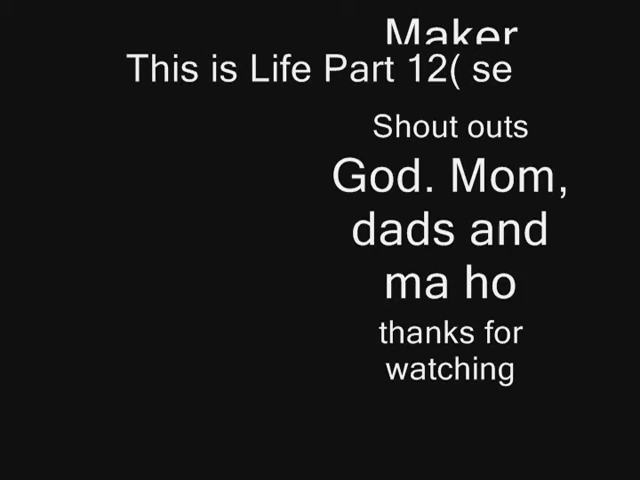 Maker
This is Life Part 12( se
Shout outs
God. Mom,
dads and
ma ho
thanks for
watching